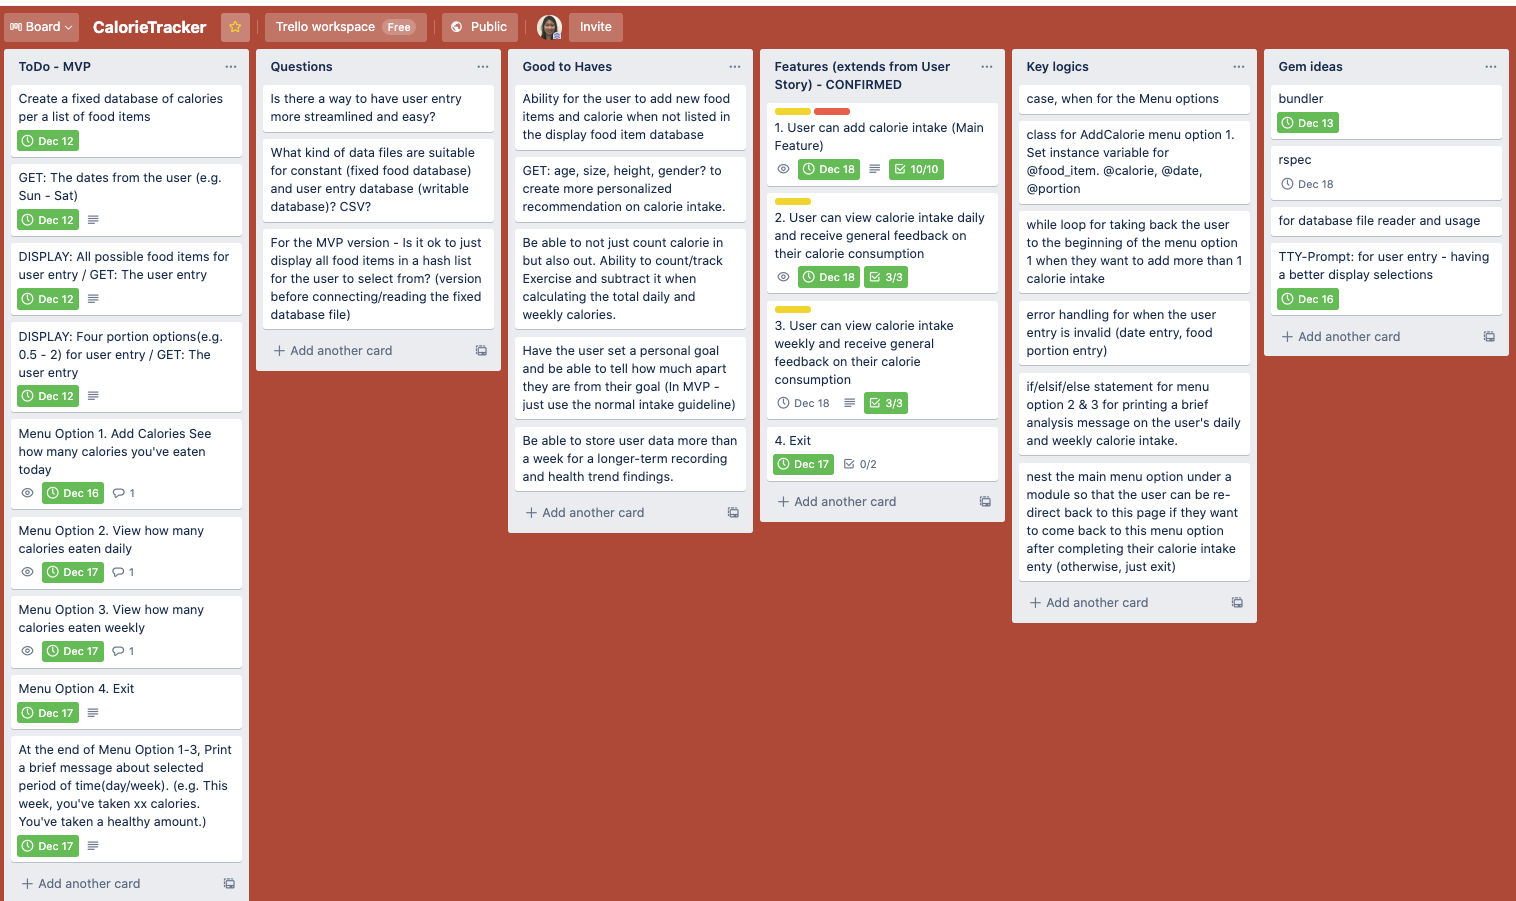 Board
CalorieTracker
Trello workspace Free
Public
Invite
ToDo - MVP
Create a fixed database of calories
per a list of food items
Dec 12
GET: The dates from the user (e.g.
Sun - Sat)
Dec 12
DISPLAY: All possible food items for
user entry / GET: The user entry
Dec 12
DISPLAY: Four portion options(e.g.
0.5 - 2) for user entry / GET: The
user entry
Dec 12
Menu Option 1. Add Calories See
how many calories you've eaten
today
Dec 16 1
Menu Option 2. View how many
calories eaten daily
Dec 17 1
Menu Option 3. View how many
calories eaten weekly
Dec 17 1
Menu Option 4. Exit
Dec 17
At the end of Menu Option 1-3, Print
a brief message about selected
period of time(day/week). (e.g. This
week, you've taken xx calories.
You've taken a healthy amount.)
Dec 17
+ Add another card
Questions
Is there a way to have user entry
more streamlined and easy?
What kind of data files are suitable
for constant (fixed food database)
and user entry database (writable
database)? CSV?
For the MVP version - Is it ok to just
display all food items in a hash list
for the user to select from? (version
before connecting/reading the fixed
database file)
+ Add another card
Good to Haves
Ability for the user to add new food
items and calorie when not listed in
the display food item database
GET: age, size, height, gender? to
create more personalized
recommendation on calorie intake.
Be able to not just count calorie in
but also out. Ability to count/track
Exercise and subtract it when
calculating the total daily and
weekly calories.
Have the user set a personal goal
and be able to tell how much apart
they are from their goal (In MVP -
just use the normal intake guideline)
Be able to store user data more than
a week for a longer-term recording
and health trend findings.
+ Add another card
Features (extends from User
Story) - CONFIRMED
1. User can add calorie intake (Main
Feature)
Dec 18 10/10
2. User can view calorie intake daily
and receive general feedback on
their calorie consumption
Dec 18 3/3
3. User can view calorie intake
weekly and receive general
feedback on their calorie
consumption
Dec 18 3/3
4. Exit
Dec 17 0/2
+ Add another card
Key logics
case, when for the Menu options
class for AddCalorie menu option 1.
Set instance variable for
@food_item. @calorie, @date,
@portion
while loop for taking back the user
to the beginning of the menu option
1 when they want to add more than 1
calorie intake
error handling for when the user
entry is invalid (date entry, food
portion entry)
if/elsif/else statement for menu
option 2 & 3 for printing a brief
analysis message on the user's daily
and weekly calorie intake.
nest the main menu option under a
module so that the user can be re-
direct back to this page if they want
to come back to this menu option
after completing their calorie intake
enty (otherwise, just exit)
+ Add another card
Gem ideas
bundler
Dec 13
rspec
Dec 18
for database file reader and usage
TTY-Prompt: for user entry - having
a better display selections
Dec 16
+ Add another card